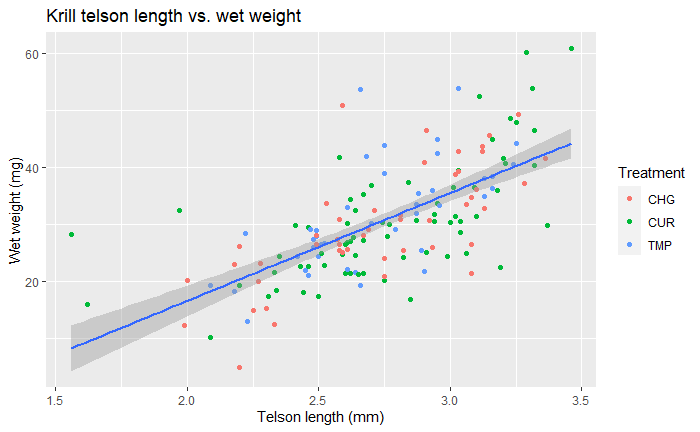 Krill telson length vs. wet weight
60
40
20
Wet weight (mg)
1.5
2.0
2.5
3.0
3.5
Telson length (mm)
Treatment
CHG
CUR
TMP